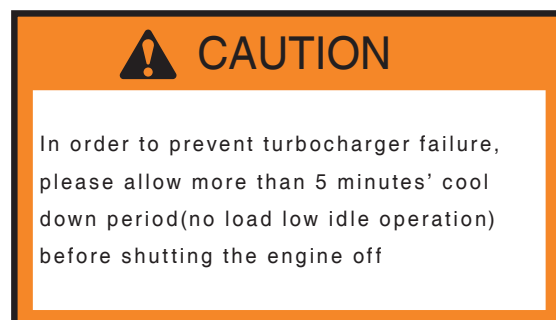 CAUTION
In order to prevent turbocharger failure,
please allow more than 5 minutes’ cool
down period(no load low idle operation)
before shutting the engine off